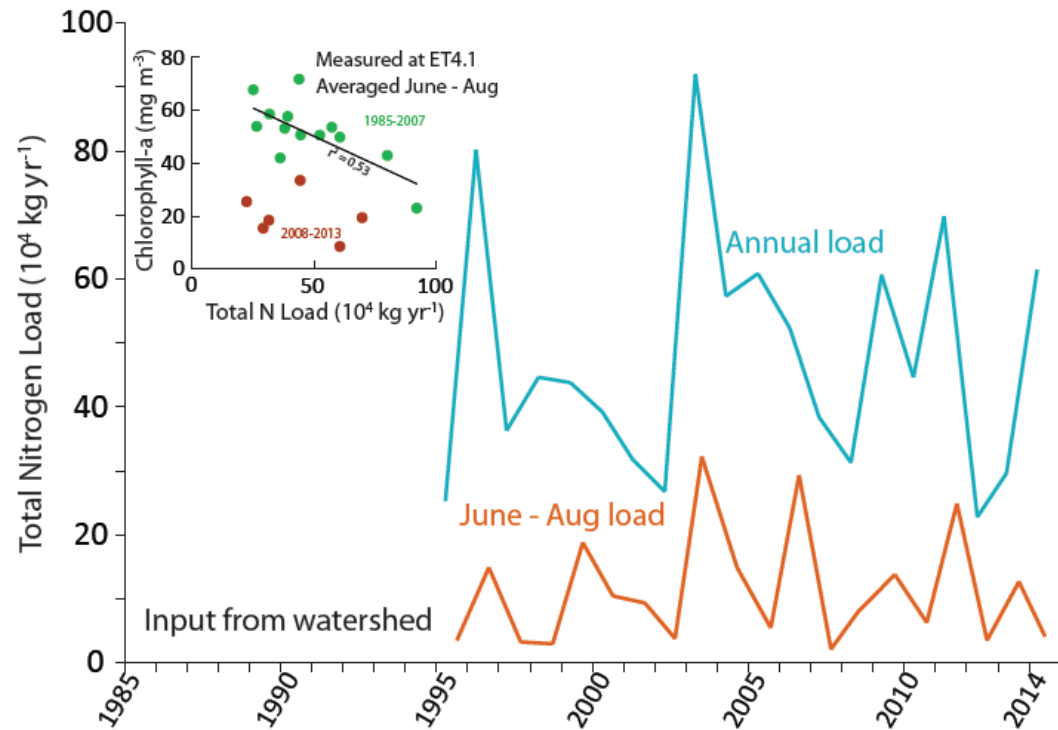 100
80
60
40
20
0
Total Nitrogen Load (10⁴ kg yr⁻¹)
80
60
40
20
0
Chlorophyll-a (mg m⁻³)
Measured at ET4.1
Averaged June - Aug
1985-2007
r² = 0.53
2008-2013
0
50
100
Total N Load (10⁴ kg yr⁻¹)
Annual load
June - Aug load
Input from watershed
1985
1990
1995
2000
2005
2010
2014